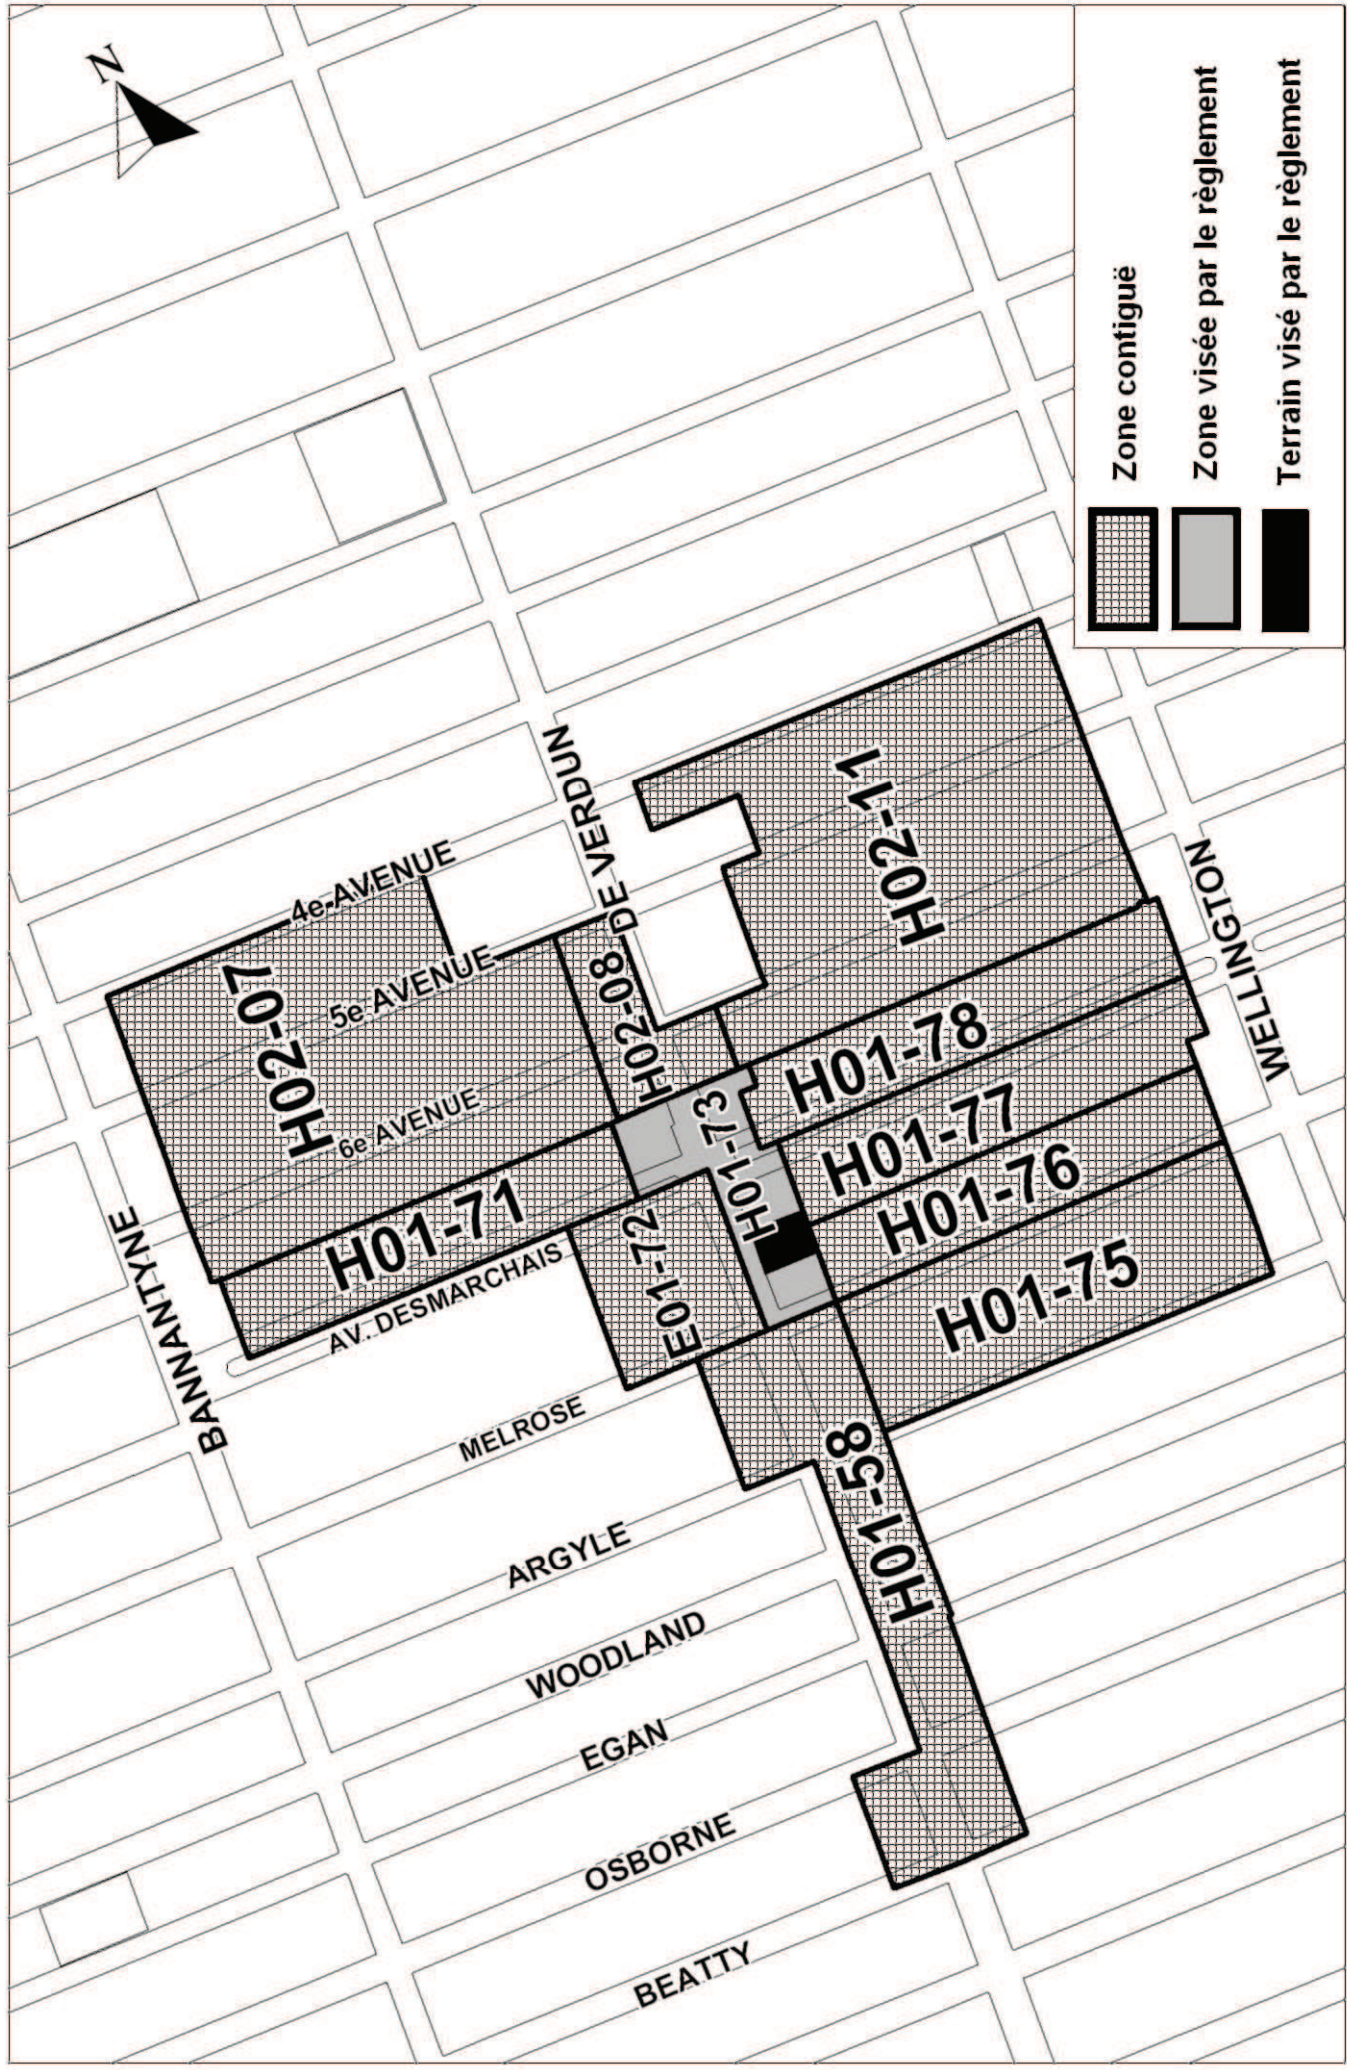 N
Zone contiguë
Zone visée par le règlement
Terrain visé par le règlement
BANNANTYNE
DE VERDUN
WELLINGTON
4e AVENUE
5e AVENUE
6e AVENUE
AV. DESMARCHAIS
MELROSE
ARGYLE
WOODLAND
EGAN
OSBORNE
BEATTY
H02-07
H02-08
H02-11
H01-71
E01-72
H01-73
H01-78
H01-77
H01-76
H01-75
H01-58